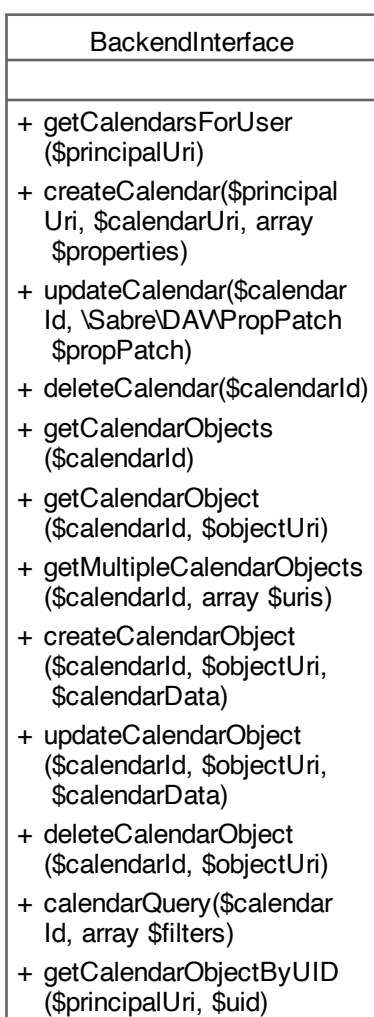 BackendInterface
+ getCalendarsForUser
($principalUri)
+ createCalendar($principal
Uri, $calendarUri, array
$properties)
+ updateCalendar($calendar
Id, \Sabre\DAV\PropPatch
$propPatch)
+ deleteCalendar($calendarId)
+ getCalendarObjects
($calendarId)
+ getCalendarObject
($calendarId, $objectUri)
+ getMultipleCalendarObjects
($calendarId, array $uris)
+ createCalendarObject
($calendarId, $objectUri,
$calendarData)
+ updateCalendarObject
($calendarId, $objectUri,
$calendarData)
+ deleteCalendarObject
($calendarId, $objectUri)
+ calendarQuery($calendar
Id, array $filters)
+ getCalendarObjectByUID
($principalUri, $uid)